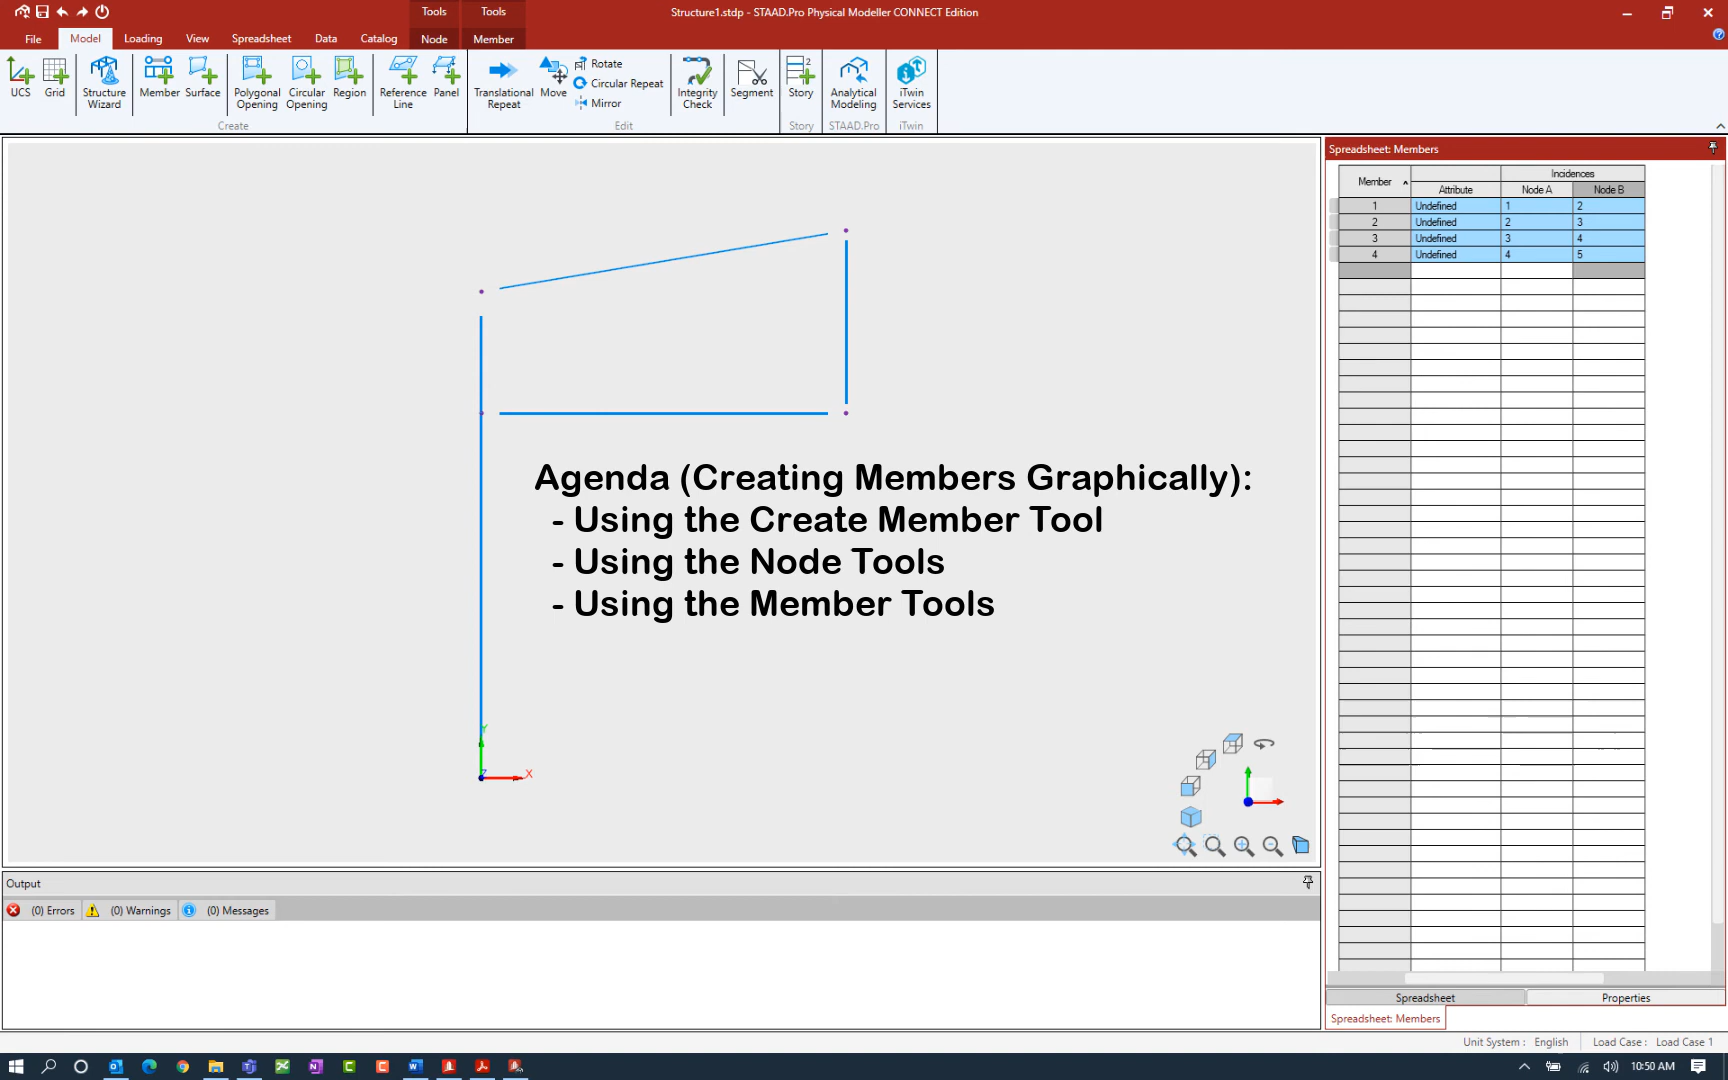 Tools Tools Structure1.stdp - STAAD.Pro Physical Modeller CONNECT Edition
File Model Loading View Spreadsheet Data Catalog Node Member
UCS Grid Structure Wizard Member Surface Polygonal Opening Circular Opening Region Reference Line Panel Translational Repeat Move Rotate Circular Repeat Mirror Integrity Check Segment Story Analytical Modeling iTwin Services
Create Edit Story STAAD.Pro iTwin
Spreadsheet: Members
Member Attribute Incidences
Node A Node B
1 Undefined 1 2
2 Undefined 2 3
3 Undefined 3 4
4 Undefined 4 5
Agenda (Creating Members Graphically):
- Using the Create Member Tool
- Using the Node Tools
- Using the Member Tools
Y
Z X
Output
(0) Errors (0) Warnings (0) Messages
Spreadsheet Properties
Spreadsheet: Members
Unit System : English Load Case : Load Case 1
10:50 AM